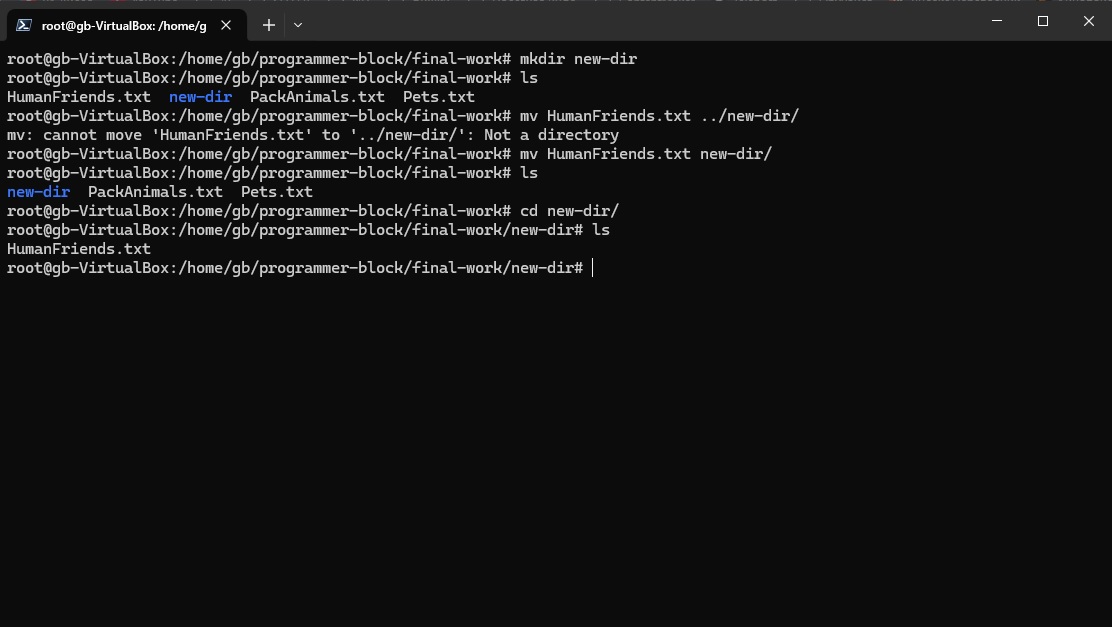 root@gb-VirtualBox: /home/g
root@gb-VirtualBox:/home/gb/programmer-block/final-work# mkdir new-dir
root@gb-VirtualBox:/home/gb/programmer-block/final-work# ls
HumanFriends.txt  new-dir  PackAnimals.txt  Pets.txt
root@gb-VirtualBox:/home/gb/programmer-block/final-work# mv HumanFriends.txt ../new-dir/
mv: cannot move 'HumanFriends.txt' to '../new-dir/': Not a directory
root@gb-VirtualBox:/home/gb/programmer-block/final-work# mv HumanFriends.txt new-dir/
root@gb-VirtualBox:/home/gb/programmer-block/final-work# ls
new-dir  PackAnimals.txt  Pets.txt
root@gb-VirtualBox:/home/gb/programmer-block/final-work# cd new-dir/
root@gb-VirtualBox:/home/gb/programmer-block/final-work/new-dir# ls
HumanFriends.txt
root@gb-VirtualBox:/home/gb/programmer-block/final-work/new-dir#